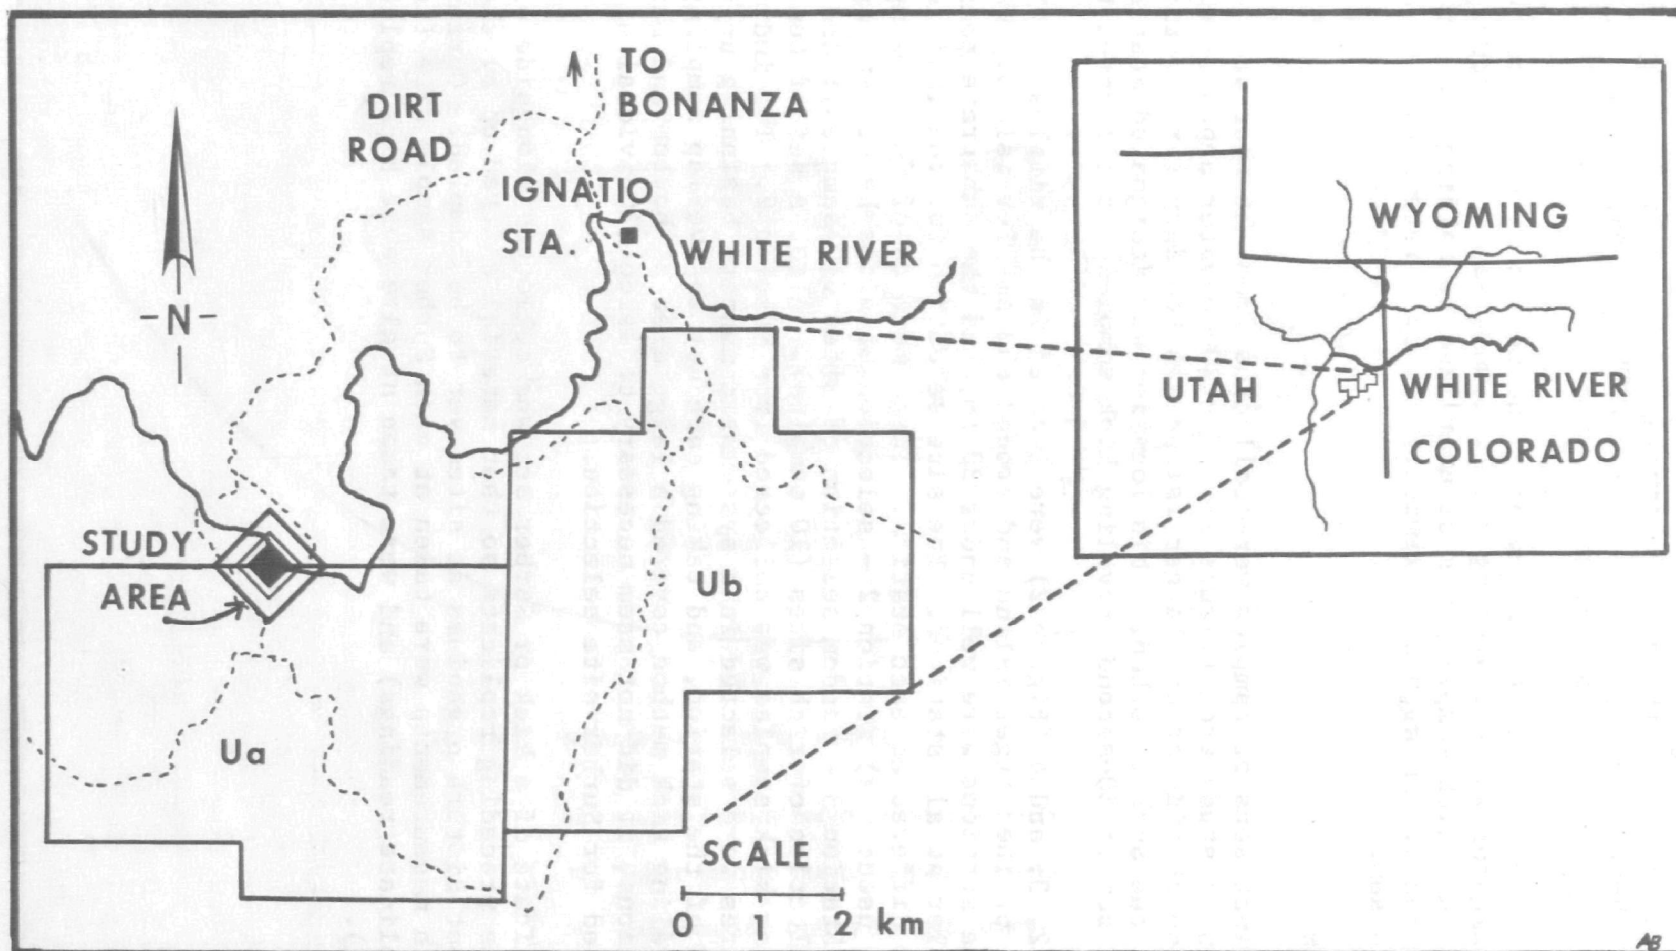 TO
BONANZA
DIRT
ROAD
IGNATIO
STA.
WHITE RIVER
-N-
STUDY
AREA
Ua
Ub
SCALE
0 1 2 km
WYOMING
UTAH
WHITE RIVER
COLORADO
AB